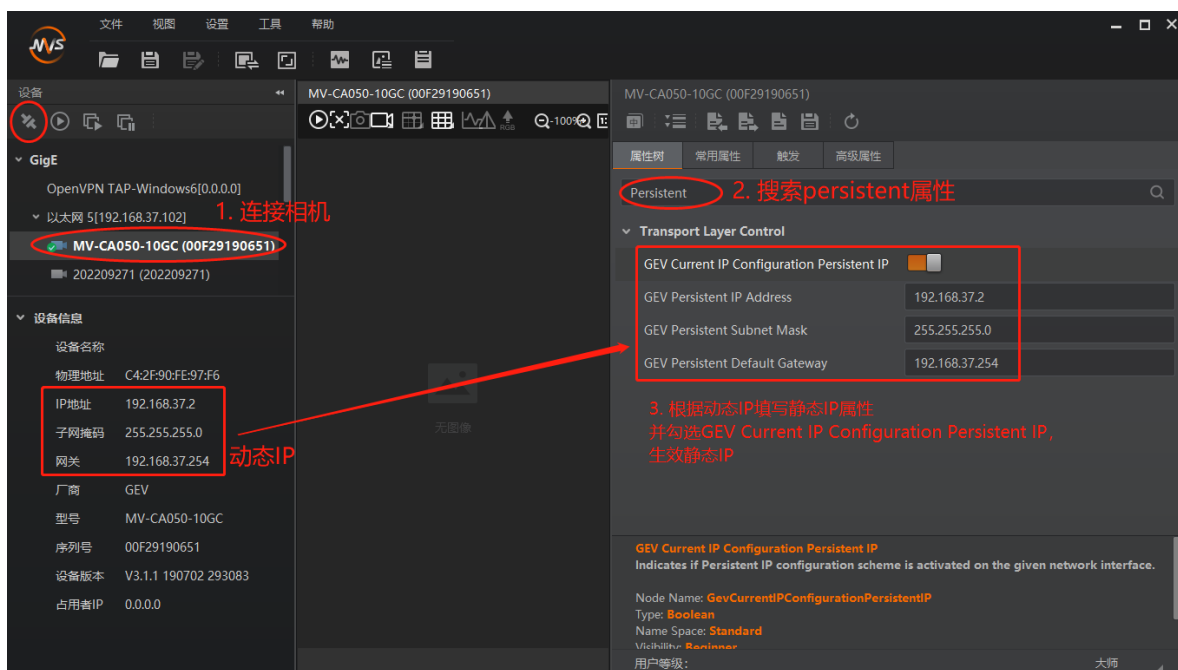 MVS
文件 视图 设置 工具 帮助
设备
GigE
OpenVPN TAP-Windows6[0.0.0.0]
以太网 5[192.168.37.102]
1. 连接相机
MV-CA050-10GC (00F29190651)
202209271 (202209271)
设备信息
设备名称
物理地址 C4:2F:90:FE:97:F6
IP地址 192.168.37.2
子网掩码 255.255.255.0
网关 192.168.37.254
动态IP
厂商 GEV
型号 MV-CA050-10GC
序列号 00F29190651
设备版本 V3.1.1 190702 293083
占用者IP 0.0.0.0
MV-CA050-10GC (00F29190651)
RGB
-100%
无图像
MV-CA050-10GC (00F29190651)
属性树 常用属性 触发 高级属性
Persistent
2. 搜索persistent属性
Transport Layer Control
GEV Current IP Configuration Persistent IP
GEV Persistent IP Address 192.168.37.2
GEV Persistent Subnet Mask 255.255.255.0
GEV Persistent Default Gateway 192.168.37.254
3. 根据动态IP填写静态IP属性
并勾选GEV Current IP Configuration Persistent IP,
生效静态IP
GEV Current IP Configuration Persistent IP
Indicates if Persistent IP configuration scheme is activated on the given network interface.
Node Name: GevCurrentIPConfigurationPersistentIP
Type: Boolean
Name Space: Standard
Visibility: Beginner
用户等级: 大师